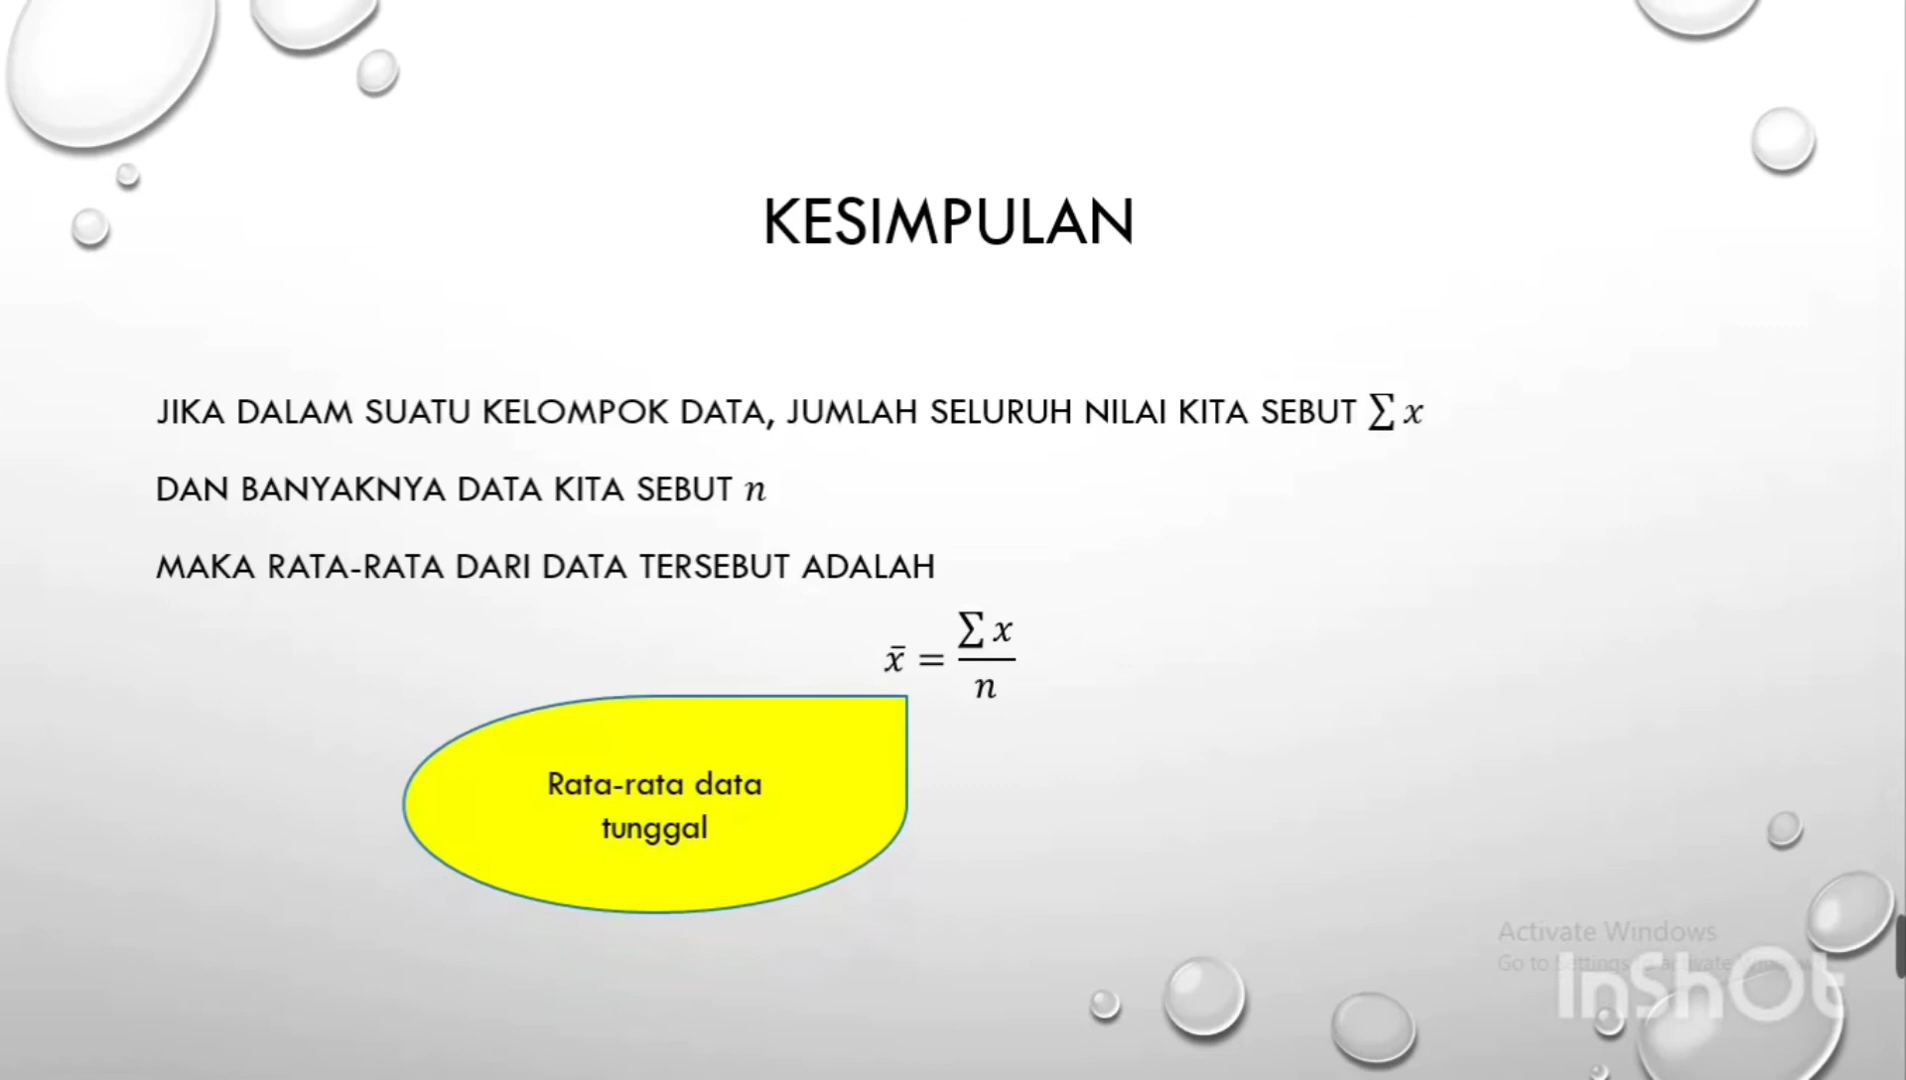 KESIMPULAN
JIKA DALAM SUATU KELOMPOK DATA, JUMLAH SELURUH NILAI KITA SEBUT ∑ x
DAN BANYAKNYA DATA KITA SEBUT n
MAKA RATA-RATA DARI DATA TERSEBUT ADALAH
x̄ = ∑ x / n
Rata-rata data
tunggal
Activate Windows
Go to Settings to activate
InShOt